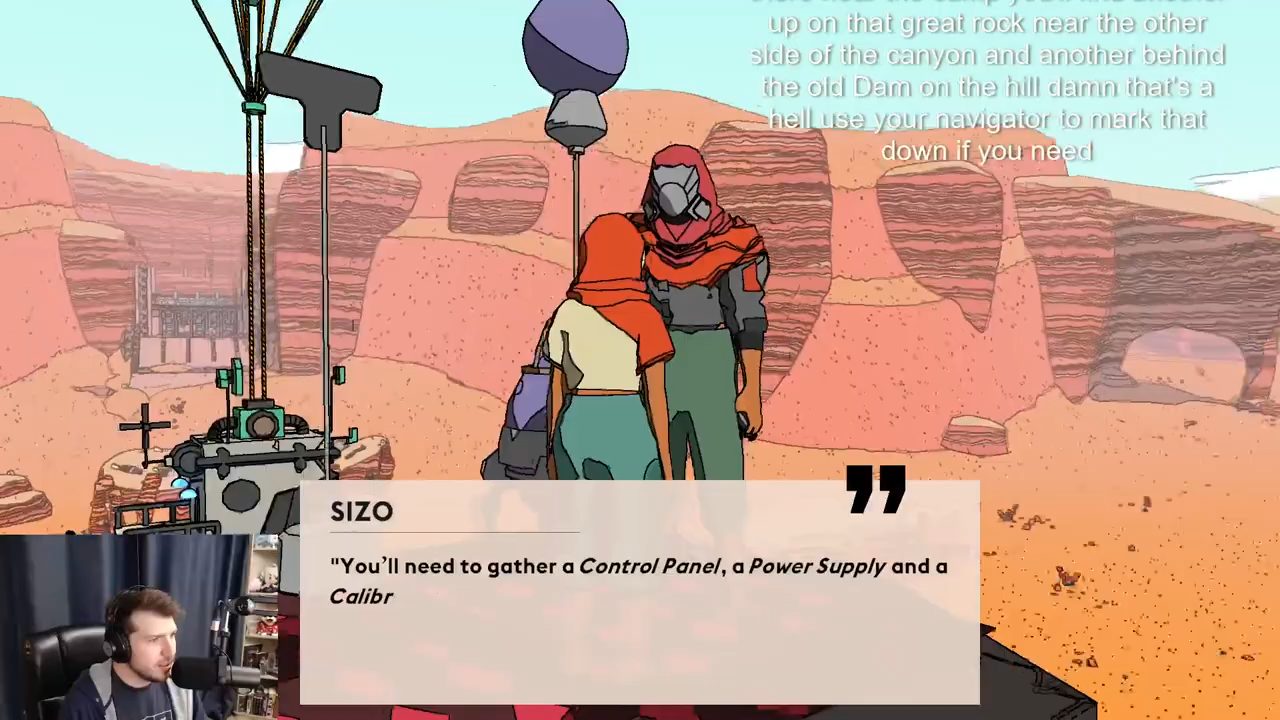 up on that great rock near the other
side of the canyon and another behind
the old Dam on the hill damn that's a
hell use your navigator to mark that
down if you need
SIZO
"You'll need to gather a Control Panel, a Power Supply and a
Calibr